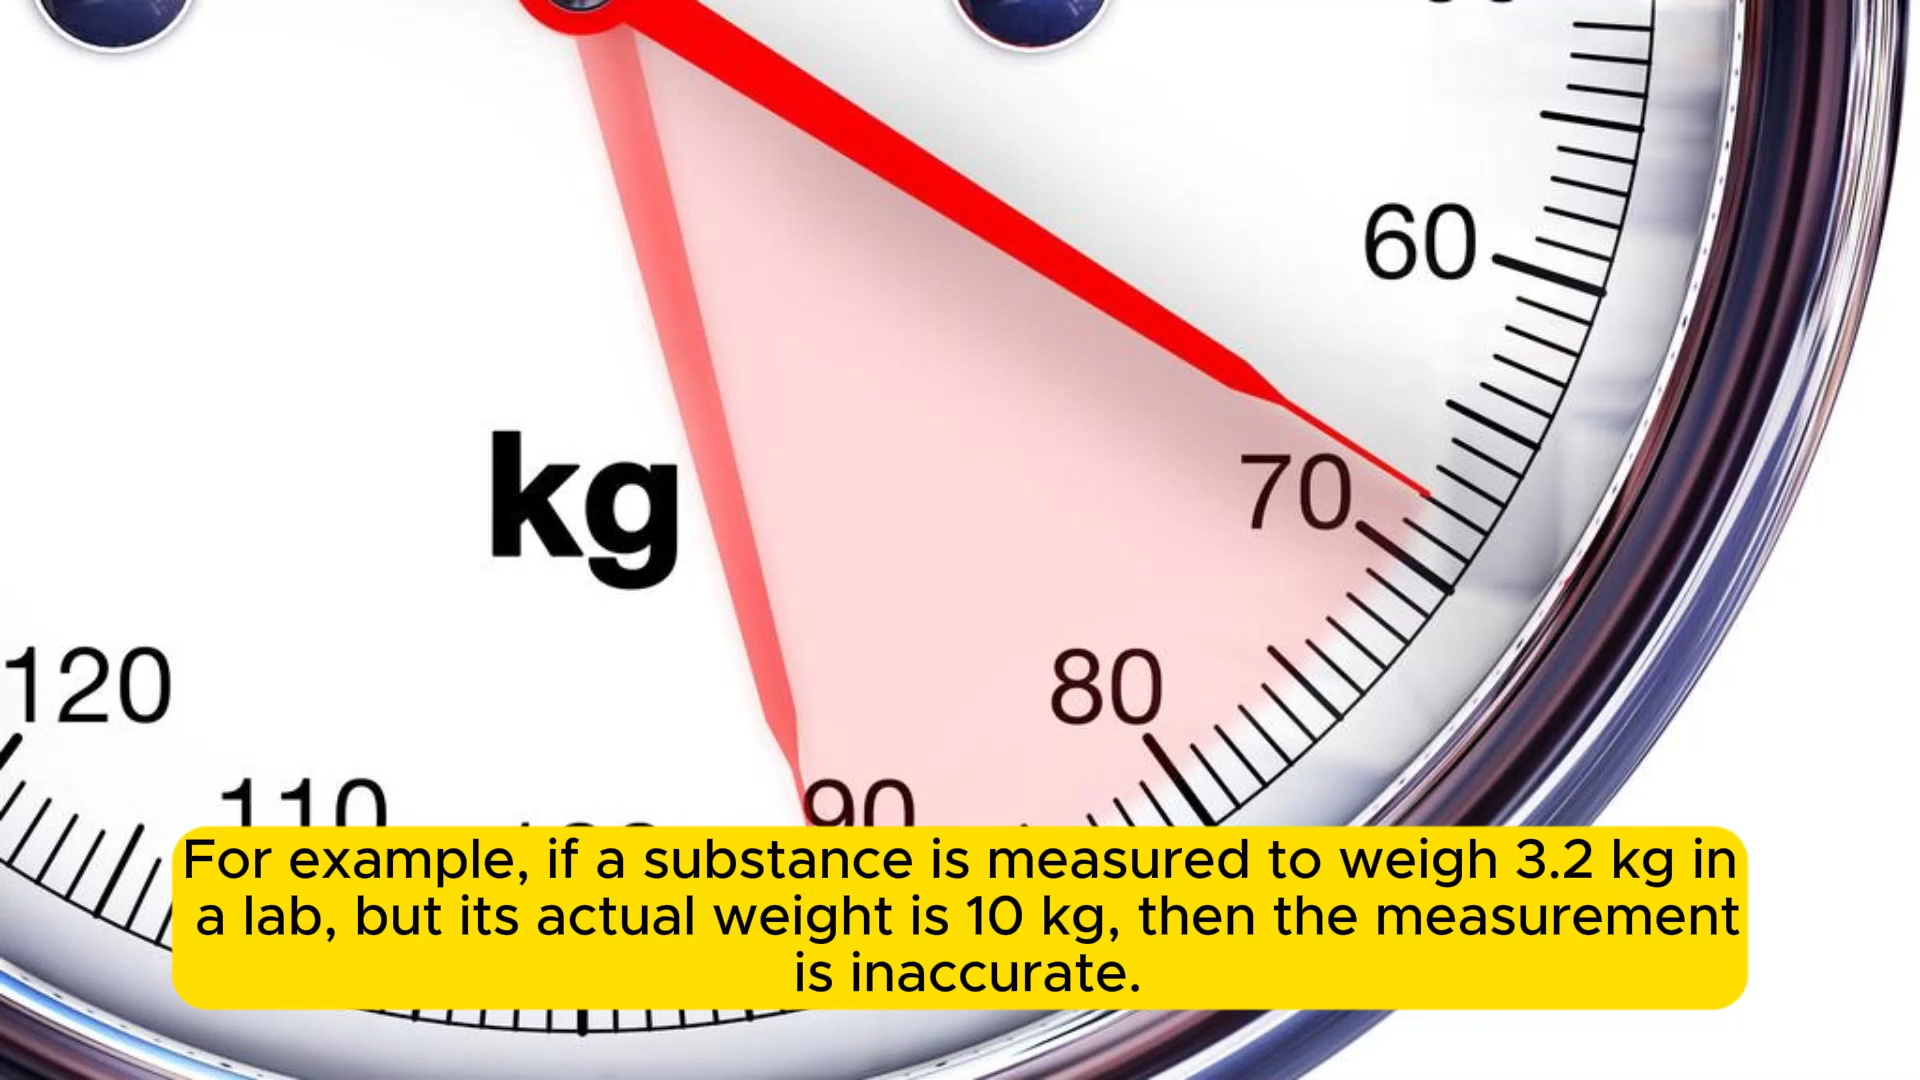 60
70
kg
80
120
110
90
For example, if a substance is measured to weigh 3.2 kg in
a lab, but its actual weight is 10 kg, then the measurement
is inaccurate.